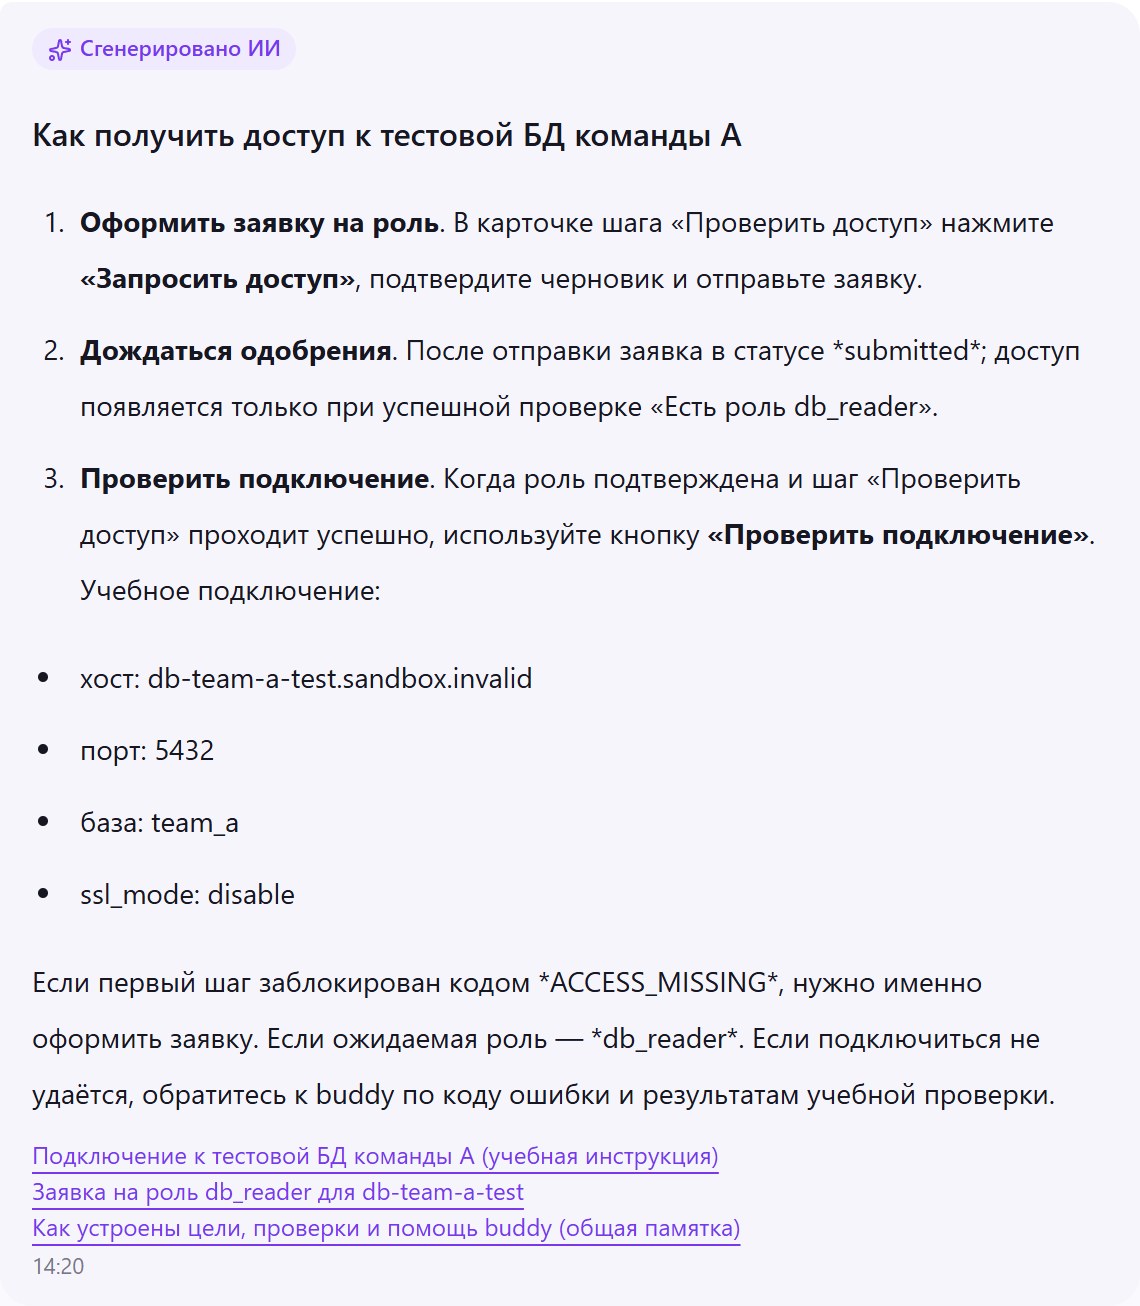 Сгенерировано ИИ
Как получить доступ к тестовой БД команды А
1. Оформить заявку на роль. В карточке шага «Проверить доступ» нажмите
«Запросить доступ», подтвердите черновик и отправьте заявку.
2. Дождаться одобрения. После отправки заявка в статусе *submitted*; доступ
появляется только при успешной проверке «Есть роль db_reader».
3. Проверить подключение. Когда роль подтверждена и шаг «Проверить
доступ» проходит успешно, используйте кнопку «Проверить подключение».
Учебное подключение:
• хост: db-team-a-test.sandbox.invalid
• порт: 5432
• база: team_a
• ssl_mode: disable
Если первый шаг заблокирован кодом *ACCESS_MISSING*, нужно именно
оформить заявку. Если ожидаемая роль — *db_reader*. Если подключиться не
удаётся, обратитесь к buddy по коду ошибки и результатам учебной проверки.
Подключение к тестовой БД команды А (учебная инструкция)
Заявка на роль db_reader для db-team-a-test
Как устроены цели, проверки и помощь buddy (общая памятка)
14:20